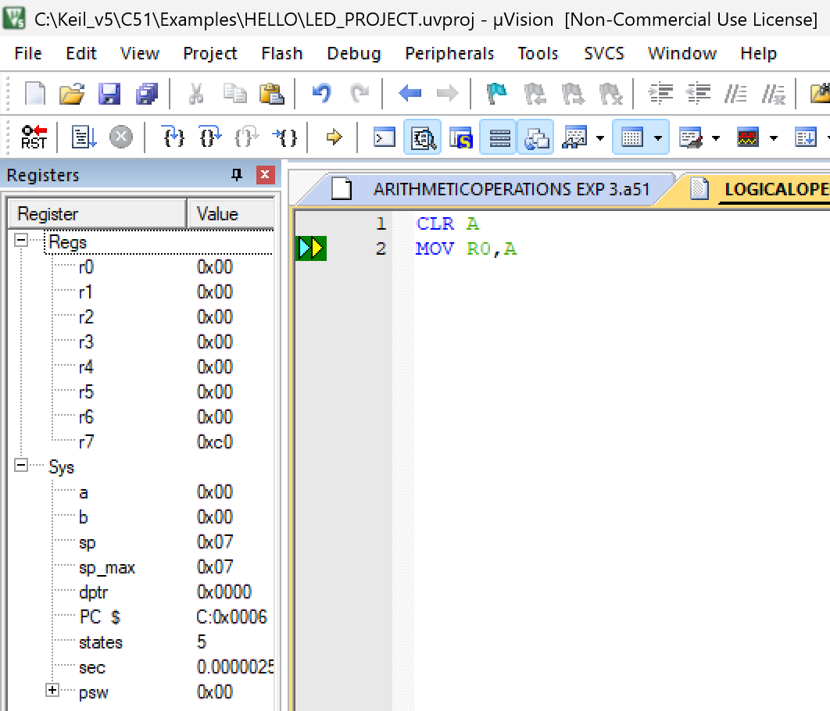 C:\Keil_v5\C51\Examples\HELLO\LED_PROJECT.uvproj - µVision [Non-Commercial Use License]
File Edit View Project Flash Debug Peripherals Tools SVCS Window Help
RST
Registers
ARITHMETICOPERATIONS EXP 3.a51 LOGICALOPE
Register Value
1 CLR A
2 MOV R0,A
Regs
r0 0x00
r1 0x00
r2 0x00
r3 0x00
r4 0x00
r5 0x00
r6 0x00
r7 0xc0
Sys
a 0x00
b 0x00
sp 0x07
sp_max 0x07
dptr 0x0000
PC $ C:0x0006
states 5
sec 0.0000025
psw 0x00